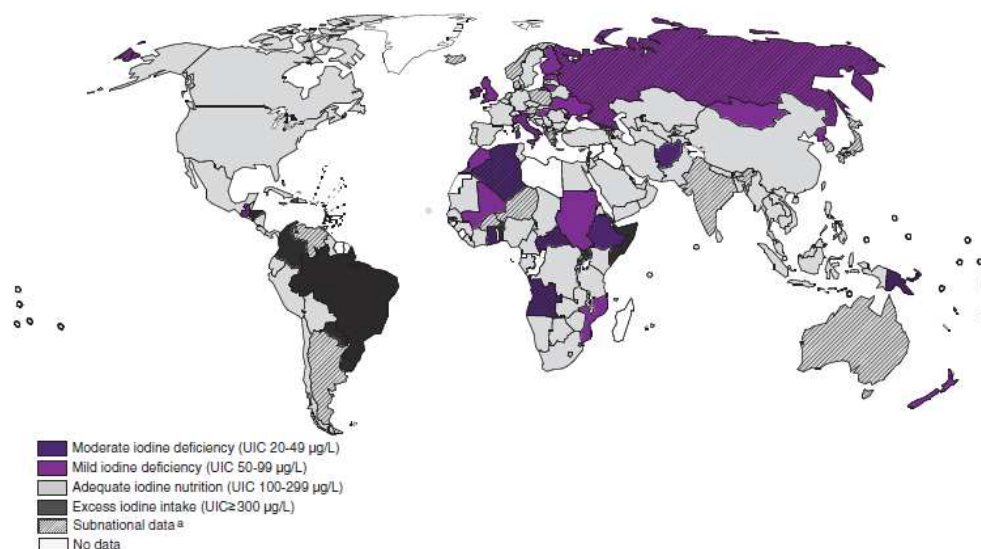 Moderate iodine deficiency (UIC 20-49 µg/L)
Mild iodine deficiency (UIC 50-99 µg/L)
Adequate iodine nutrition (UIC 100-299 µg/L)
Excess iodine intake (UIC≥300 µg/L)
Subnational data a
No data